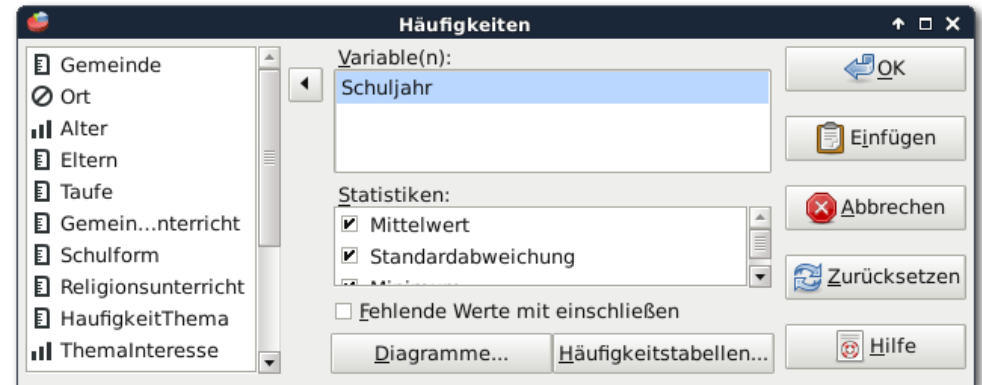 Häufigkeiten
Gemeinde
Ort
Alter
Eltern
Taufe
Gemein...nterricht
Schulform
Religionsunterricht
HaufigkeitThema
ThemaInteresse
Variable(n):
Schuljahr
Statistiken:
Mittelwert
Standardabweichung
Fehlende Werte mit einschließen
Diagramme...
Häufigkeitstabellen...
OK
Einfügen
Abbrechen
Zurücksetzen
Hilfe